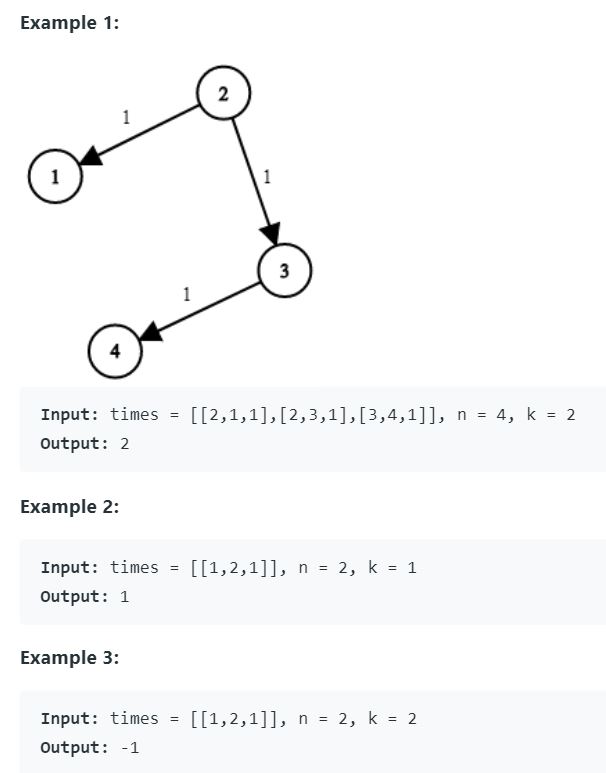 Example 1:
2
1
1
1
3
1
4
Input: times = [[2,1,1],[2,3,1],[3,4,1]], n = 4, k = 2
Output: 2
Example 2:
Input: times = [[1,2,1]], n = 2, k = 1
Output: 1
Example 3:
Input: times = [[1,2,1]], n = 2, k = 2
Output: -1